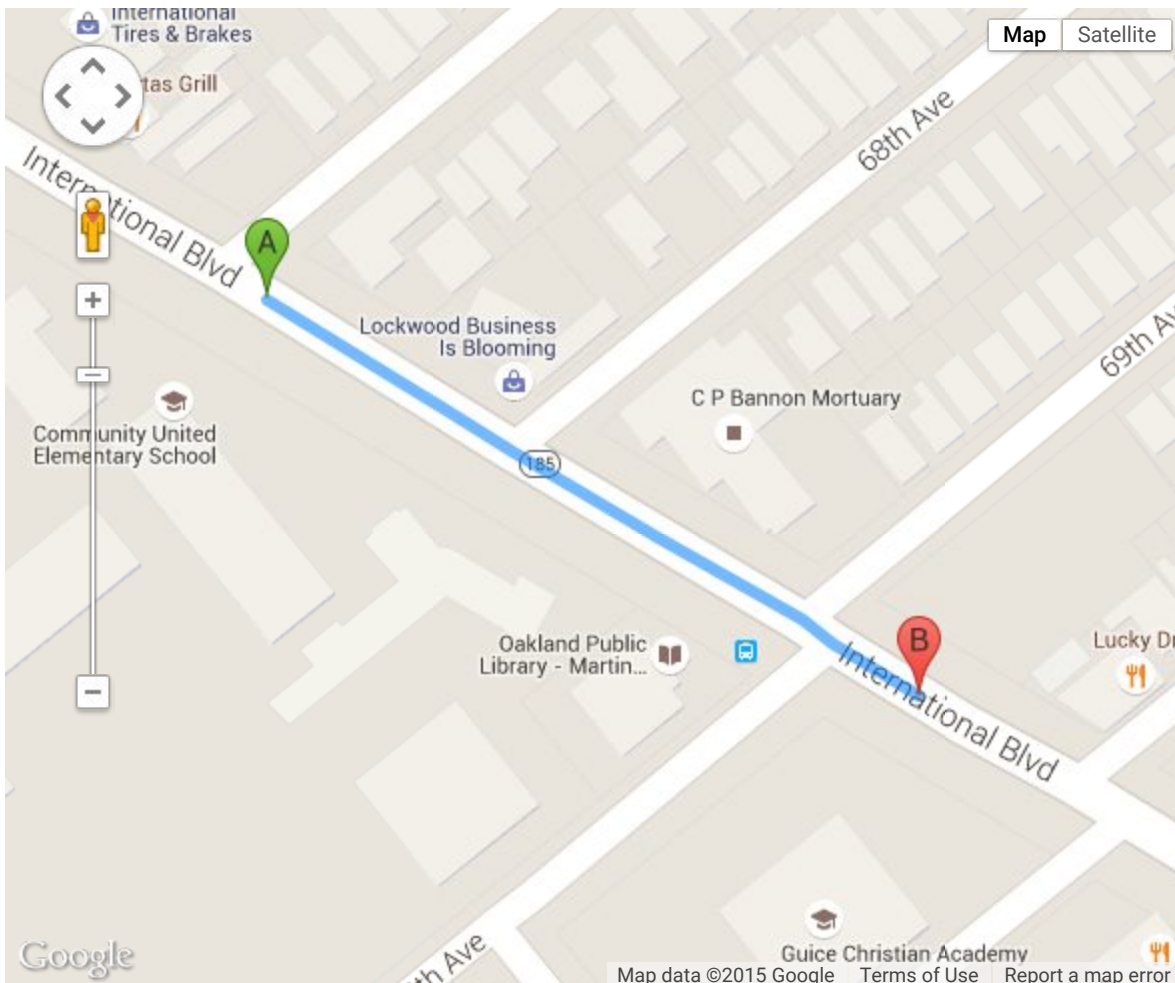 International
Tires & Brakes
tas Grill
Map
Satellite
68th Ave
International Blvd
A
Lockwood Business
Is Blooming
69th Av
C P Bannon Mortuary
Community United
Elementary School
185
Oakland Public
Library - Martin...
B
Lucky Dr
International Blvd
th Ave
Guice Christian Academy
Google
Map data ©2015 Google
Terms of Use
Report a map error